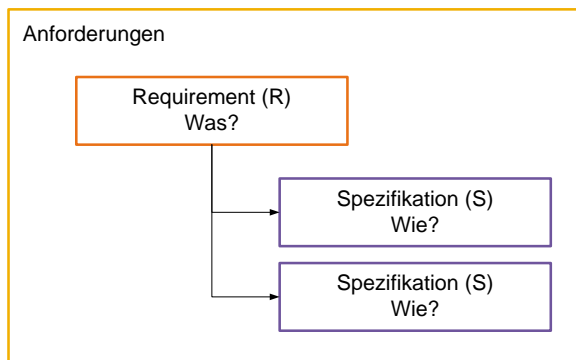 Anforderungen
Requirement (R)
Was?
Spezifikation (S)
Wie?
Spezifikation (S)
Wie?